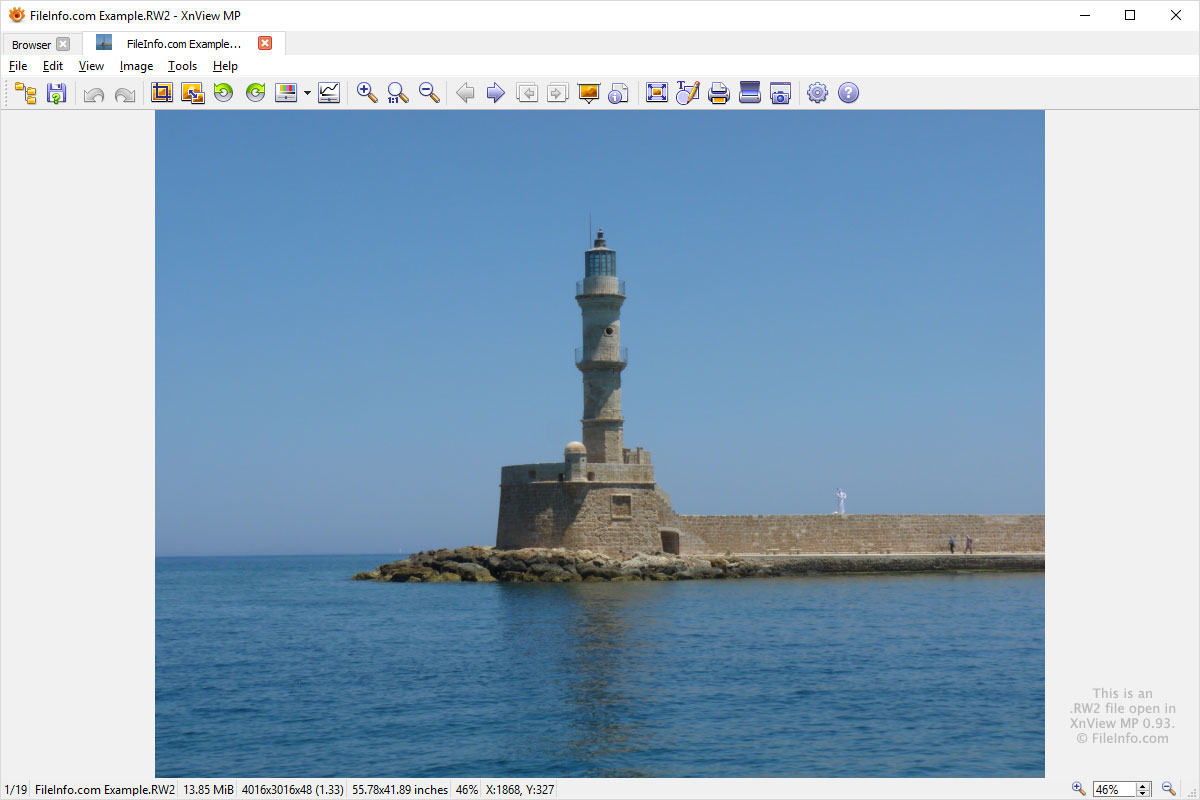 FileInfo.com Example.RW2 - XnView MP
Browser
FileInfo.com Example...
File Edit View Image Tools Help
1:1
This is an
.RW2 file open in
XnView MP 0.93.
© FileInfo.com
1/19 FileInfo.com Example.RW2 13.85 MiB 4016x3016x48 (1.33) 55.78x41.89 inches 46% X:1868, Y:327
46%